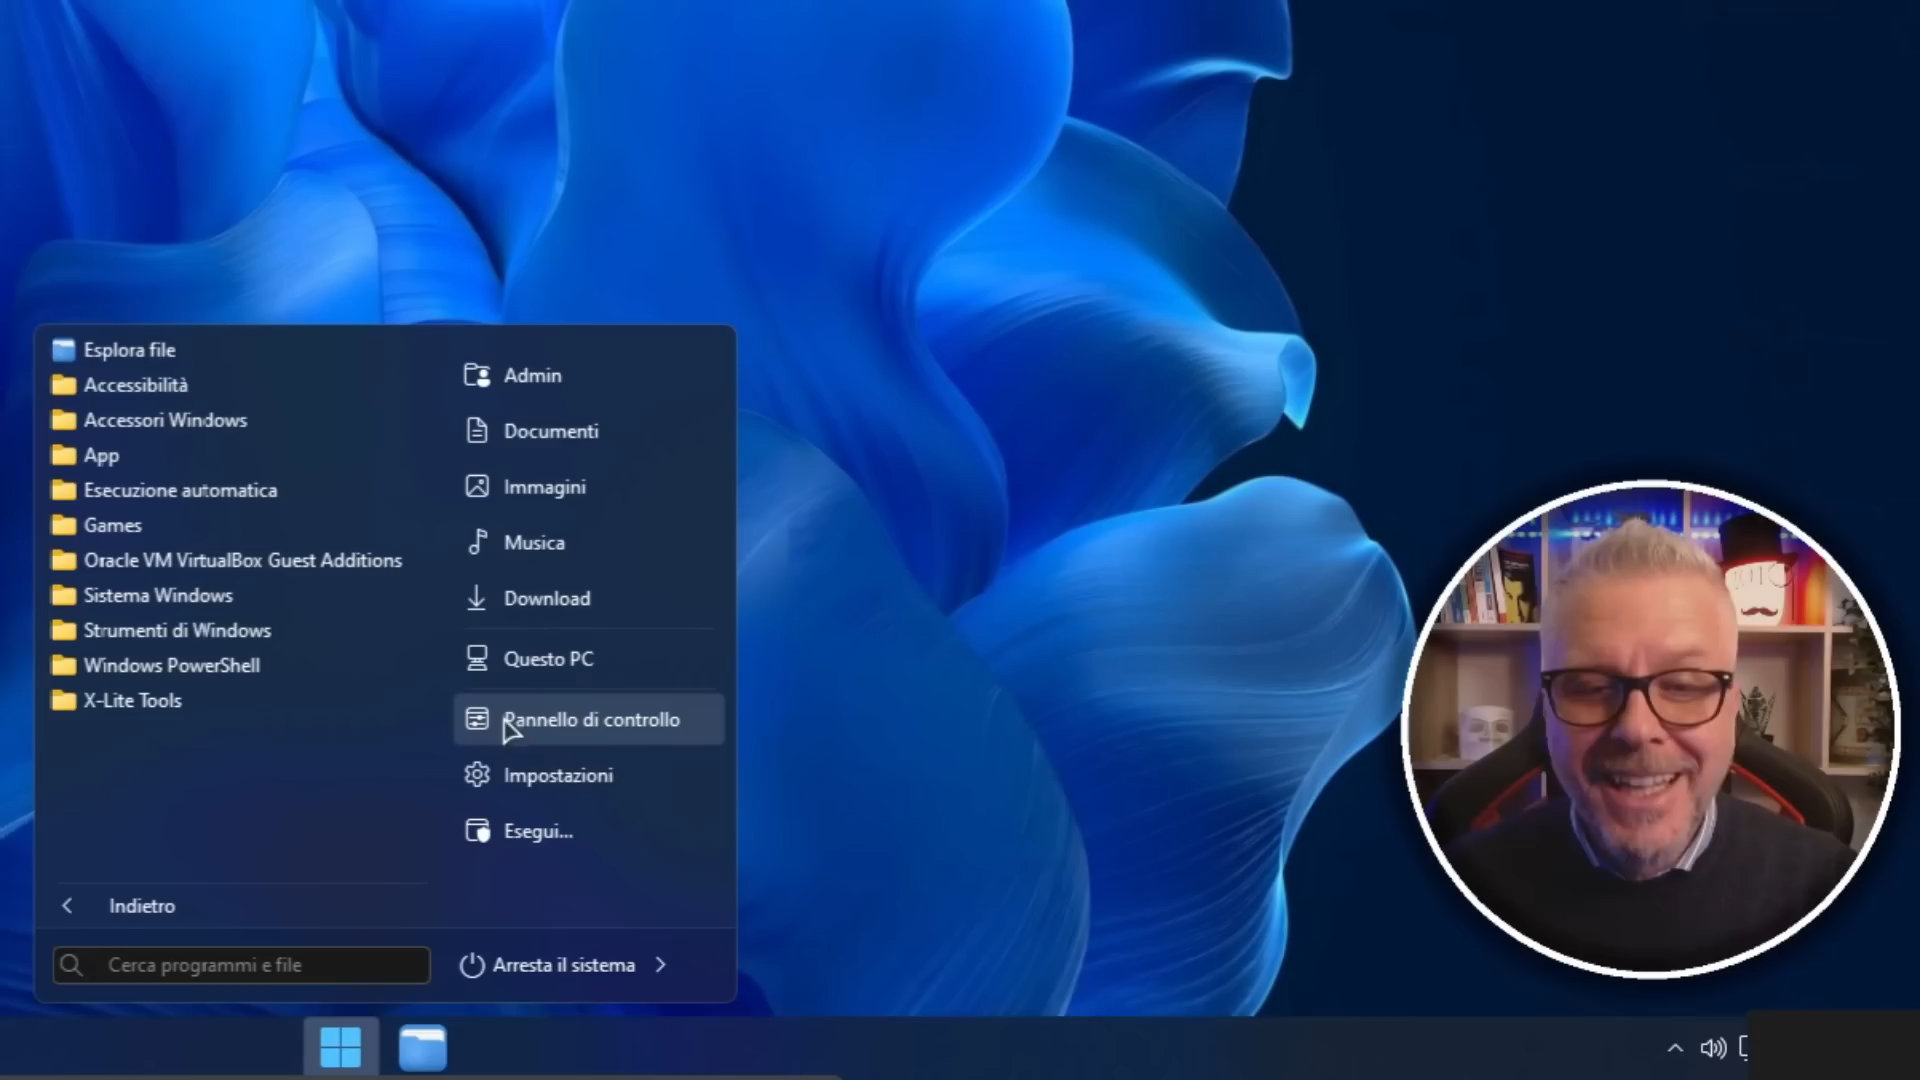 Esplora file
Accessibilità
Accessori Windows
App
Esecuzione automatica
Games
Oracle VM VirtualBox Guest Additions
Sistema Windows
Strumenti di Windows
Windows PowerShell
X-Lite Tools
Indietro
Cerca programmi e file
Admin
Documenti
Immagini
Musica
Download
Questo PC
Pannello di controllo
Impostazioni
Esegui...
Arresta il sistema